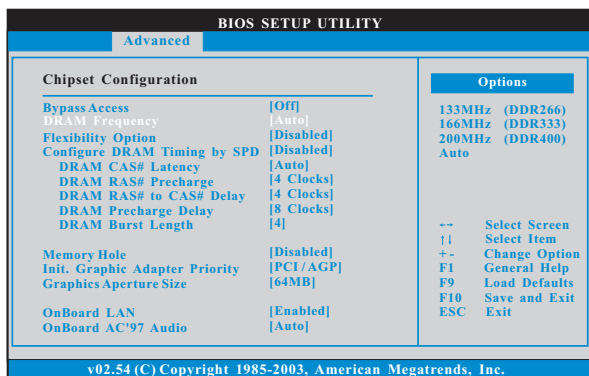 BIOS SETUP UTILITY
Advanced
Chipset Configuration
Bypass Access [Off]
DRAM Frequency [Auto]
Flexibility Option [Disabled]
Configure DRAM Timing by SPD [Disabled]
DRAM CAS# Latency [Auto]
DRAM RAS# Precharge [4 Clocks]
DRAM RAS# to CAS# Delay [4 Clocks]
DRAM Precharge Delay [8 Clocks]
DRAM Burst Length [4]
Memory Hole [Disabled]
Init. Graphic Adapter Priority [PCI/AGP]
Graphics Aperture Size [64MB]
OnBoard LAN [Enabled]
OnBoard AC'97 Audio [Auto]
Options
133MHz (DDR266)
166MHz (DDR333)
200MHz (DDR400)
Auto
←→ Select Screen
↑↓ Select Item
+ - Change Option
F1 General Help
F9 Load Defaults
F10 Save and Exit
ESC Exit
v02.54 (C) Copyright 1985-2003, American Megatrends, Inc.